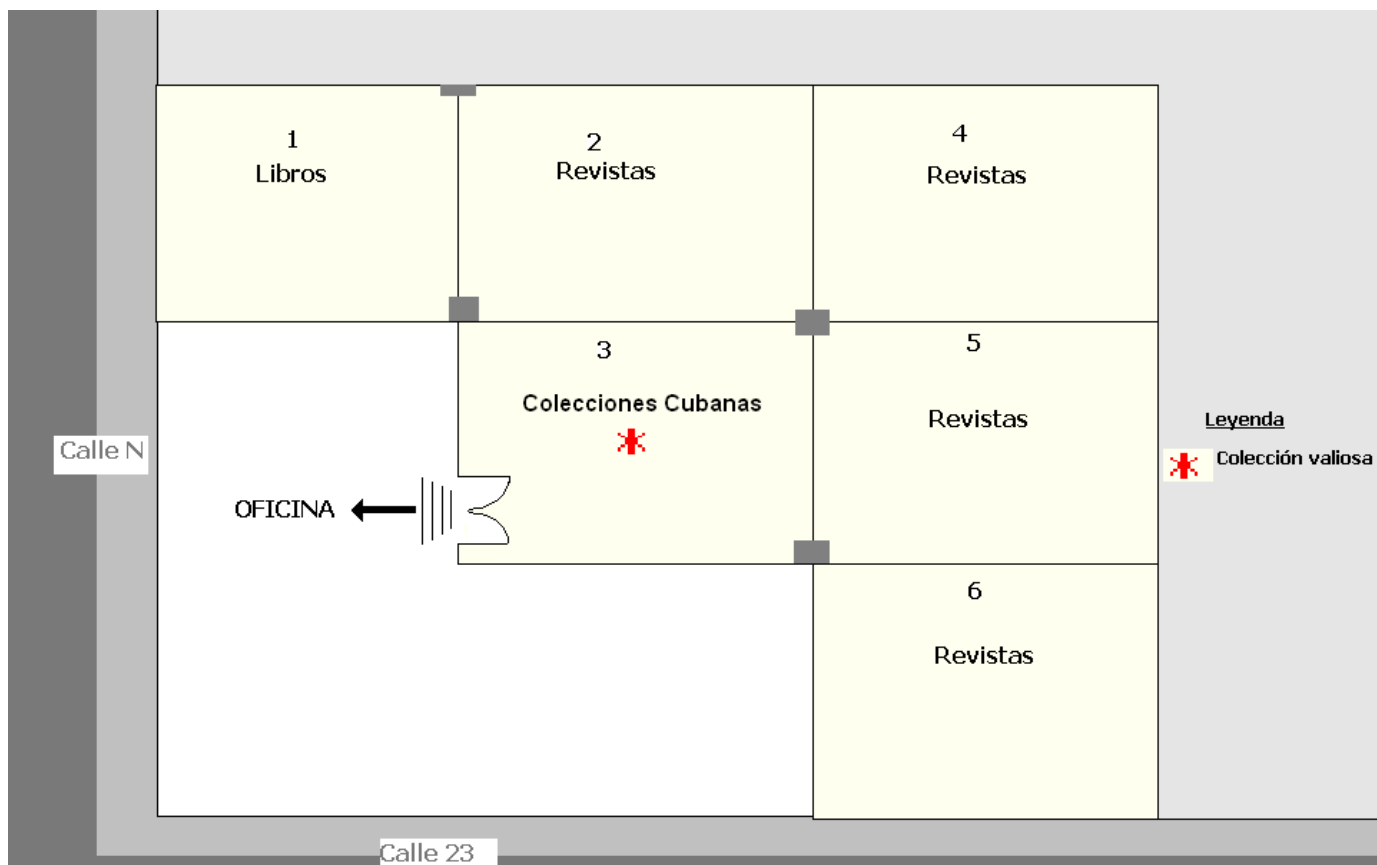 1
Libros
2
Revistas
4
Revistas
3
Colecciones Cubanas
5
Revistas
Leyenda
Colección valiosa
Calle N
OFICINA
6
Revistas
Calle 23